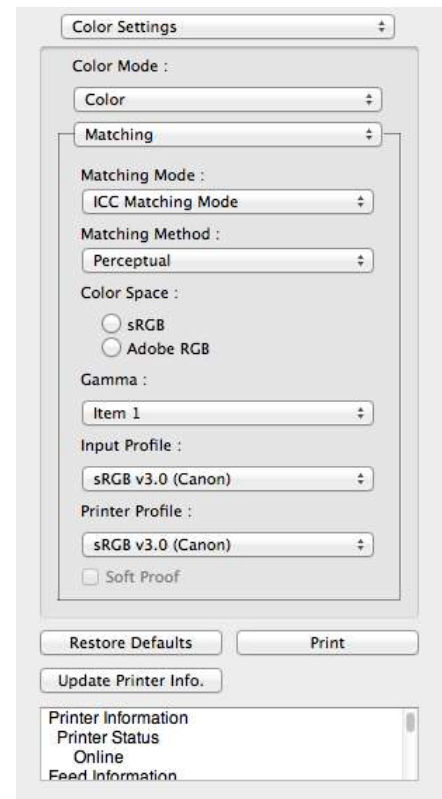 Color Settings
Color Mode :
Color
Matching
Matching Mode :
ICC Matching Mode
Matching Method :
Perceptual
Color Space :
sRGB
Adobe RGB
Gamma :
Item 1
Input Profile :
sRGB v3.0 (Canon)
Printer Profile :
sRGB v3.0 (Canon)
Soft Proof
Restore Defaults Print
Update Printer Info.
Printer Information
Printer Status
Online
Feed Information